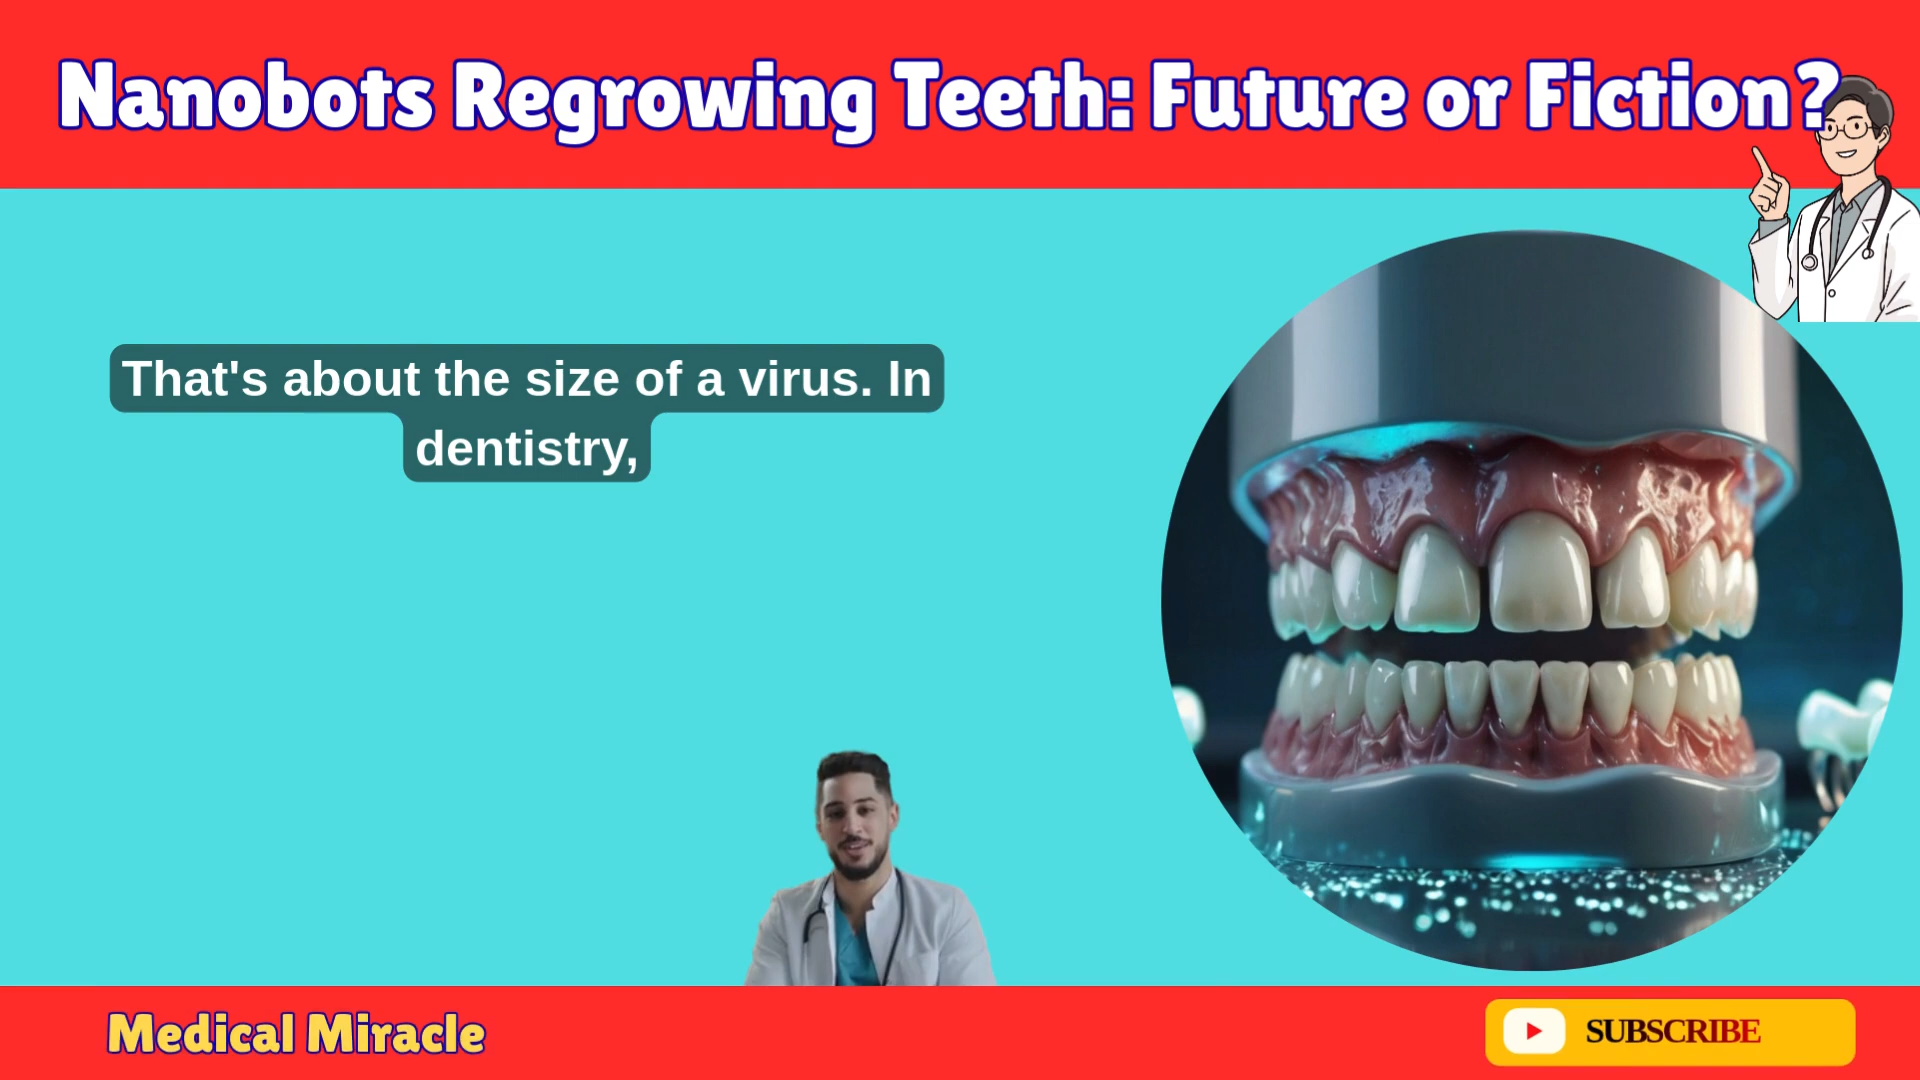 Nanobots Regrowing Teeth: Future or Fiction?
That's about the size of a virus. In
dentistry,
Medical Miracle
SUBSCRIBE